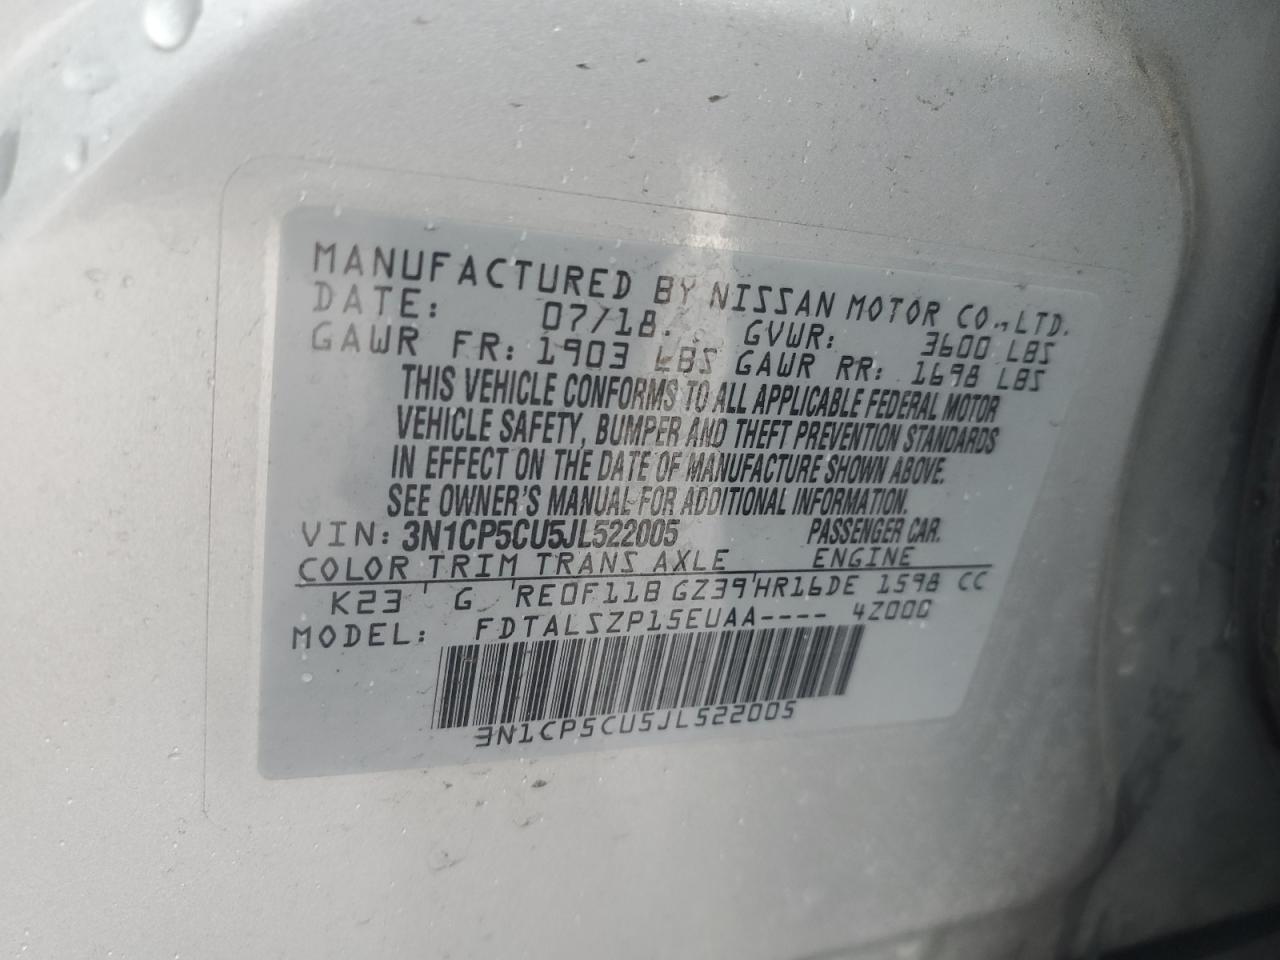 MANUFACTURED BY NISSAN MOTOR CO., LTD.
DATE: 07/18. GVWR: 3600 LBS
GAWR FR: 1903 LBS GAWR RR: 1698 LBS
THIS VEHICLE CONFORMS TO ALL APPLICABLE FEDERAL MOTOR
VEHICLE SAFETY, BUMPER AND THEFT PREVENTION STANDARDS
IN EFFECT ON THE DATE OF MANUFACTURE SHOWN ABOVE.
SEE OWNER'S MANUAL FOR ADDITIONAL INFORMATION.
VIN: 3N1CP5CU5JL522005 PASSENGER CAR.
COLOR TRIM TRANS AXLE ENGINE
K23 G RE0F11B GZ39 HR16DE 1598 CC
MODEL: FDTALSZP15EUAA---- 4Z00C
3N1CP5CU5JL522005